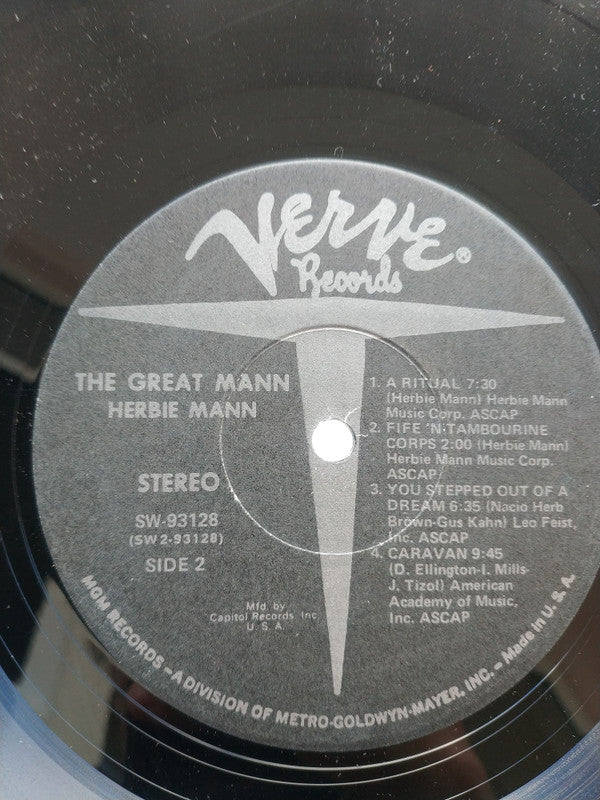 Verve®
Records
THE GREAT MANN
HERBIE MANN
STEREO
SW-93128
(SW 2-93128)
SIDE 2
Mfd. by
Capitol Records Inc.
U. S. A.
1. A RITUAL 7:30
(Herbie Mann) Herbie Mann
Music Corp. ASCAP
2. FIFE 'N TAMBOURINE
CORPS 2:00 (Herbie Mann)
Herbie Mann Music Corp.
ASCAP
3. YOU STEPPED OUT OF A
DREAM 6:35 (Nacio Herb
Brown-Gus Kahn) Leo Feist,
Inc. ASCAP
4. CARAVAN 9:45
(D. Ellington-I. Mills-
J. Tizol) American
Academy of Music,
Inc. ASCAP
MGM RECORDS – A DIVISION OF METRO-GOLDWYN-MAYER, INC. – Made in U. S. A.